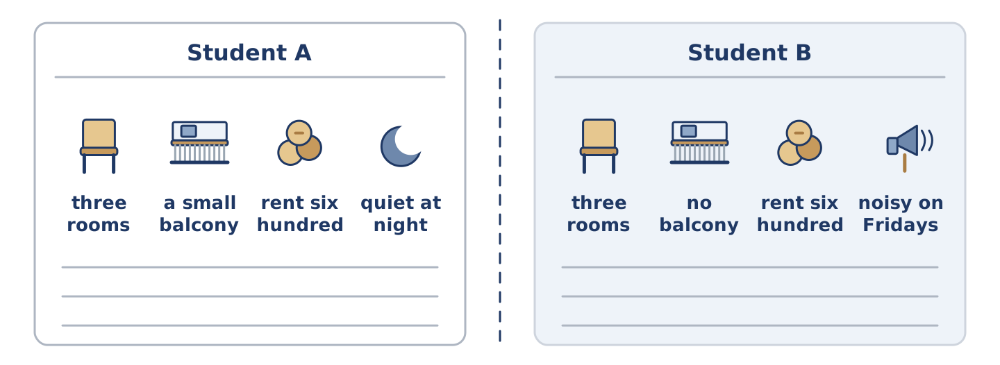 Student A
three
rooms
a small
balcony
rent six
hundred
quiet at
night
Student B
three
rooms
no
balcony
rent six
hundred
noisy on
Fridays